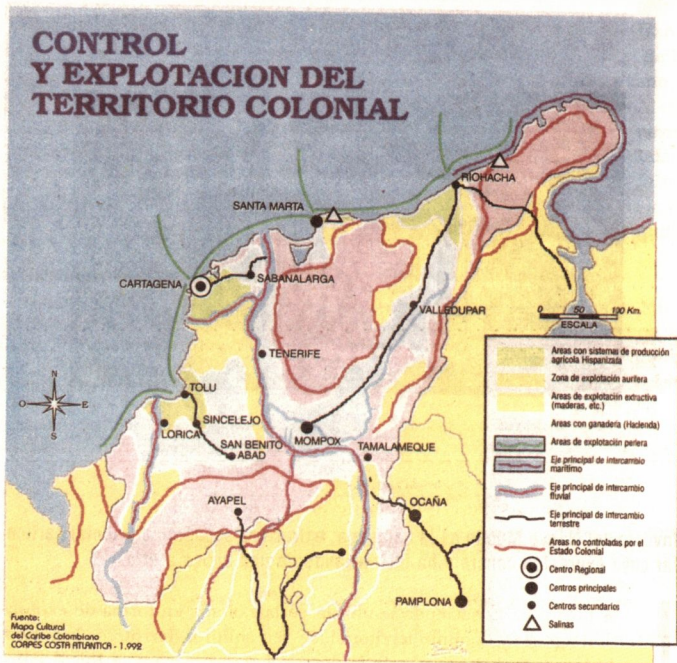 CONTROL
Y EXPLOTACION DEL
TERRITORIO COLONIAL
RIOHACHA
SANTA MARTA
CARTAGENA
SABANALARGA
VALLEDUPAR
0 50 100 Km.
ESCALA
TENERIFE
N
O E
S
TOLU
LORICA
SINCELEJO
SAN BENITO
ABAD
MOMPOX
TAMALAMEQUE
AYAPEL
OCAÑA
PAMPLONA
Areas con sistemas de producción
agrícola Hispanizata
Zona de explotación aurífera
Areas de explotación extractiva
(maderas, etc.)
Areas con ganadería (Hacienda)
Areas de explotación perlera
Eje principal de intercambio
marítimo
Eje principal de intercambio
fluvial
Eje principal de intercambio
terrestre
Areas no controladas por el
Estado Colonial
Centro Regional
Centros principales
Centros secundarios
Salinas
Fuente:
Mapa Cultural
del Caribe Colombiano
CORPES COSTA ATLANTICA - 1.992